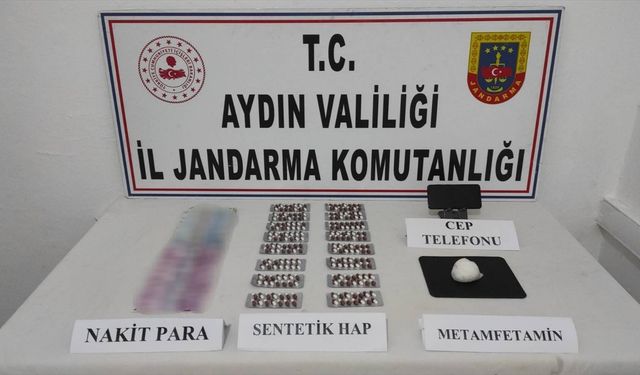 T.C.
AYDIN VALİLİĞİ
İL JANDARMA KOMUTANLIĞI
JANDARMA
CEP
TELEFONU
NAKİT PARA
SENTETİK HAP
METAMFETAMİN